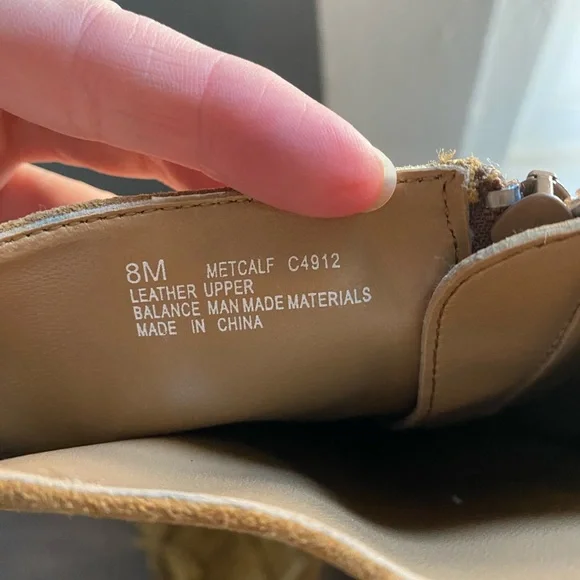 8M METCALF C4912
LEATHER UPPER
BALANCE MAN MADE MATERIALS
MADE IN CHINA